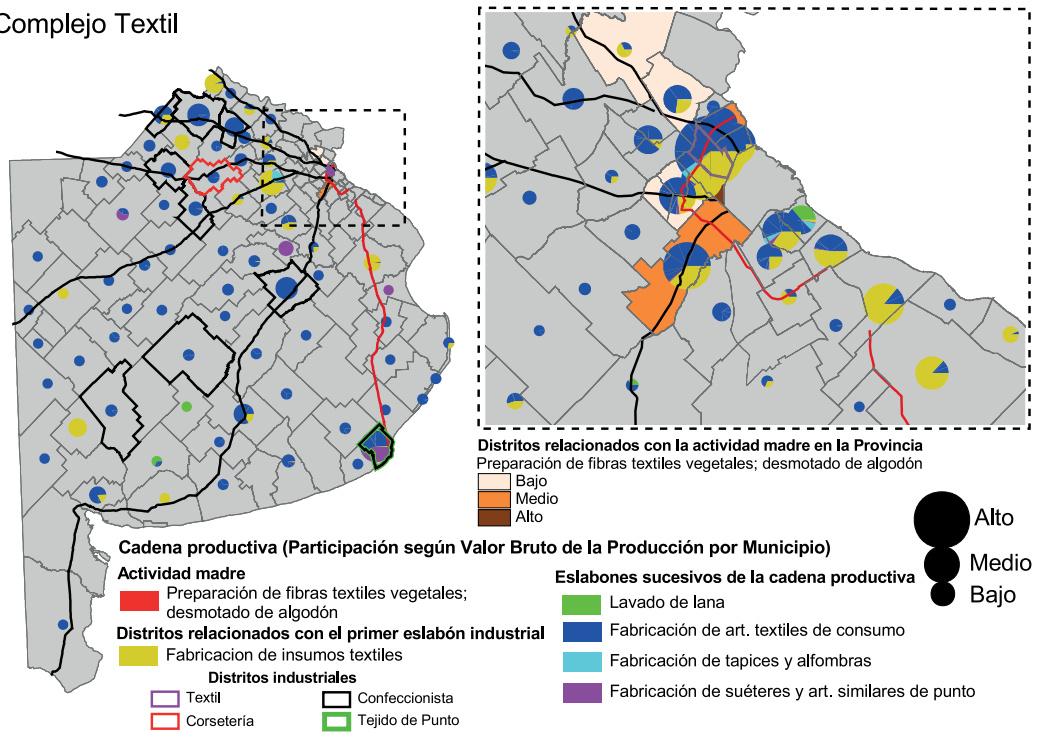 Complejo Textil
Distritos relacionados con la actividad madre en la Provincia
Preparación de fibras textiles vegetales; desmotado de algodón
Bajo
Medio
Alto
Alto
Medio
Bajo
Cadena productiva (Participación según Valor Bruto de la Producción por Municipio)
Actividad madre
Preparación de fibras textiles vegetales;
desmotado de algodón
Distritos relacionados con el primer eslabón industrial
Fabricacion de insumos textiles
Distritos industriales
Textil
Confeccionista
Corsetería
Tejido de Punto
Eslabones sucesivos de la cadena productiva
Lavado de lana
Fabricación de art. textiles de consumo
Fabricación de tapices y alfombras
Fabricación de suéteres y art. similares de punto